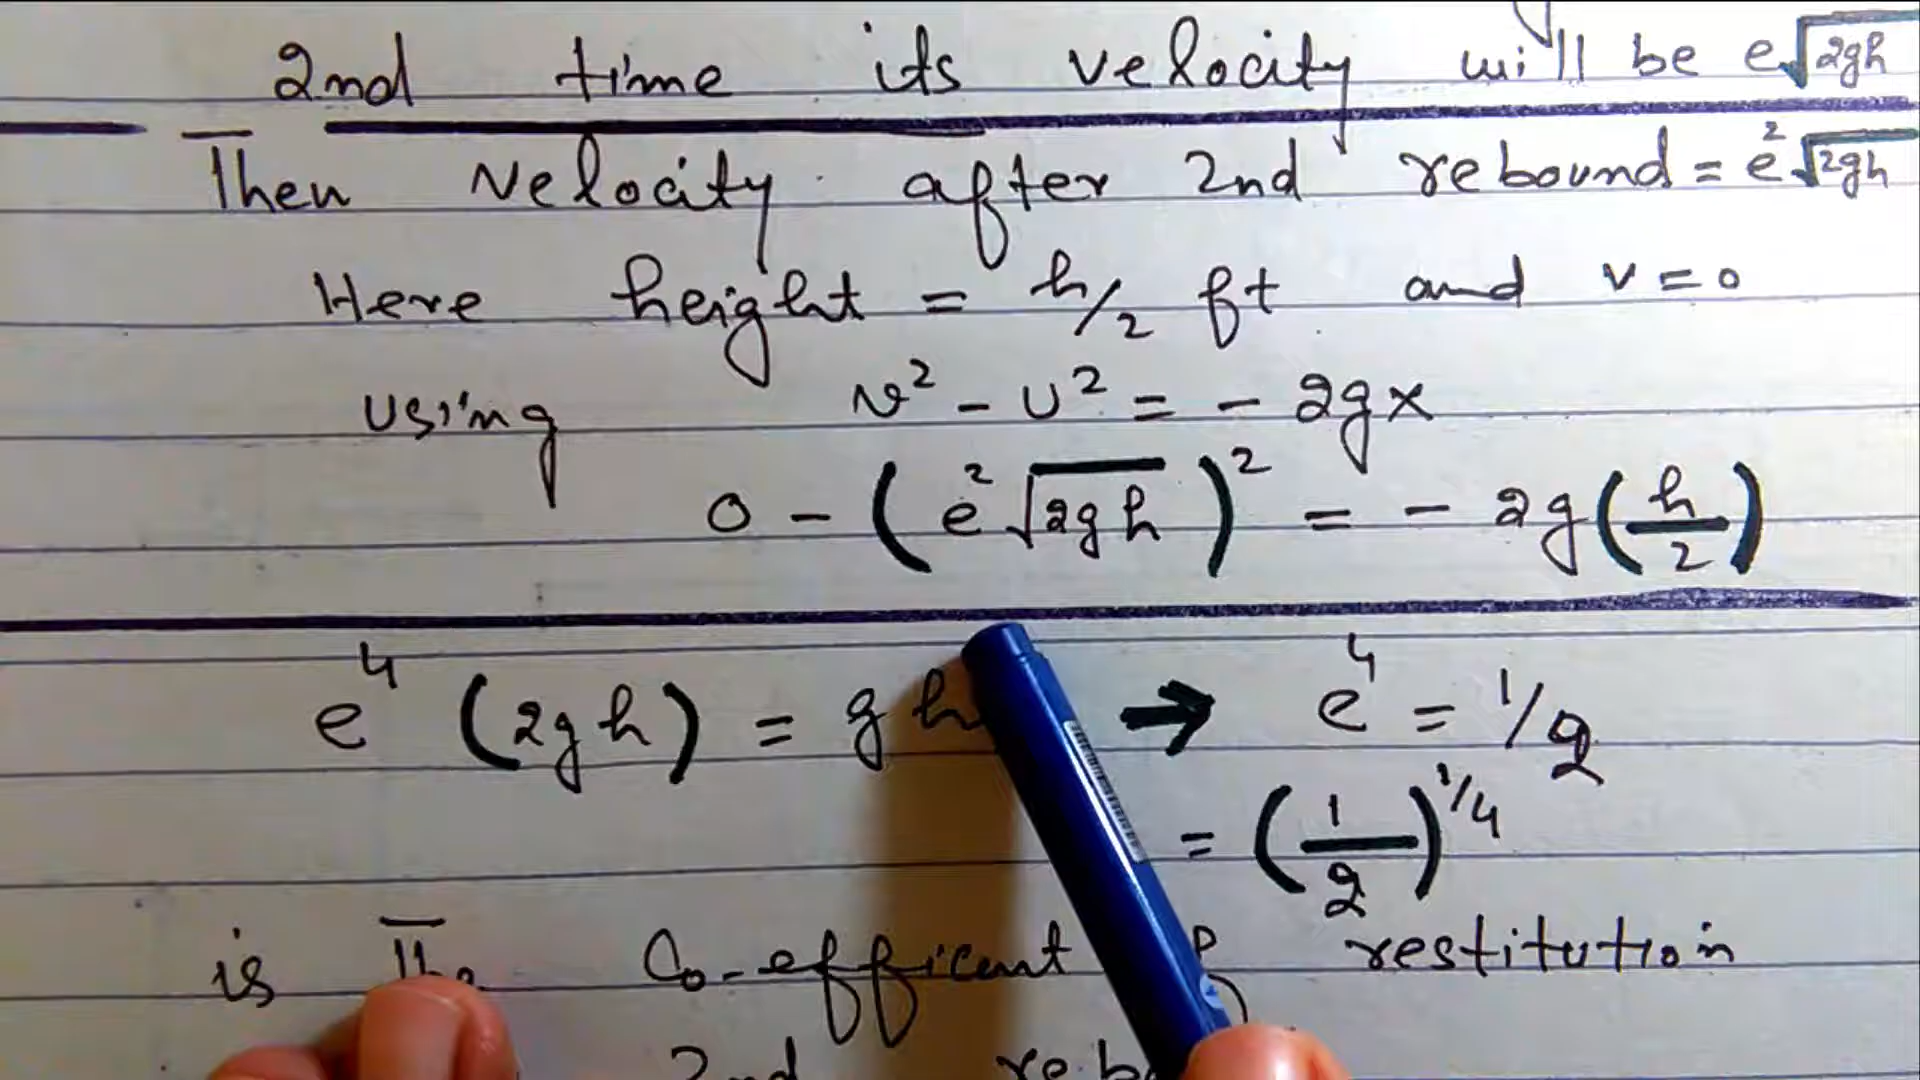 2nd time its velocity will be e√2gh
Then velocity after 2nd rebound = e²√2gh
Here height = h/2 ft and v=0
using v² - u² = - 2gx
0 - (e²√2gh)² = - 2g(h/2)
e⁴ (2gh) = gh → e⁴ = 1/2
= (1/2)^1/4
is The Co-efficent restitution
2nd